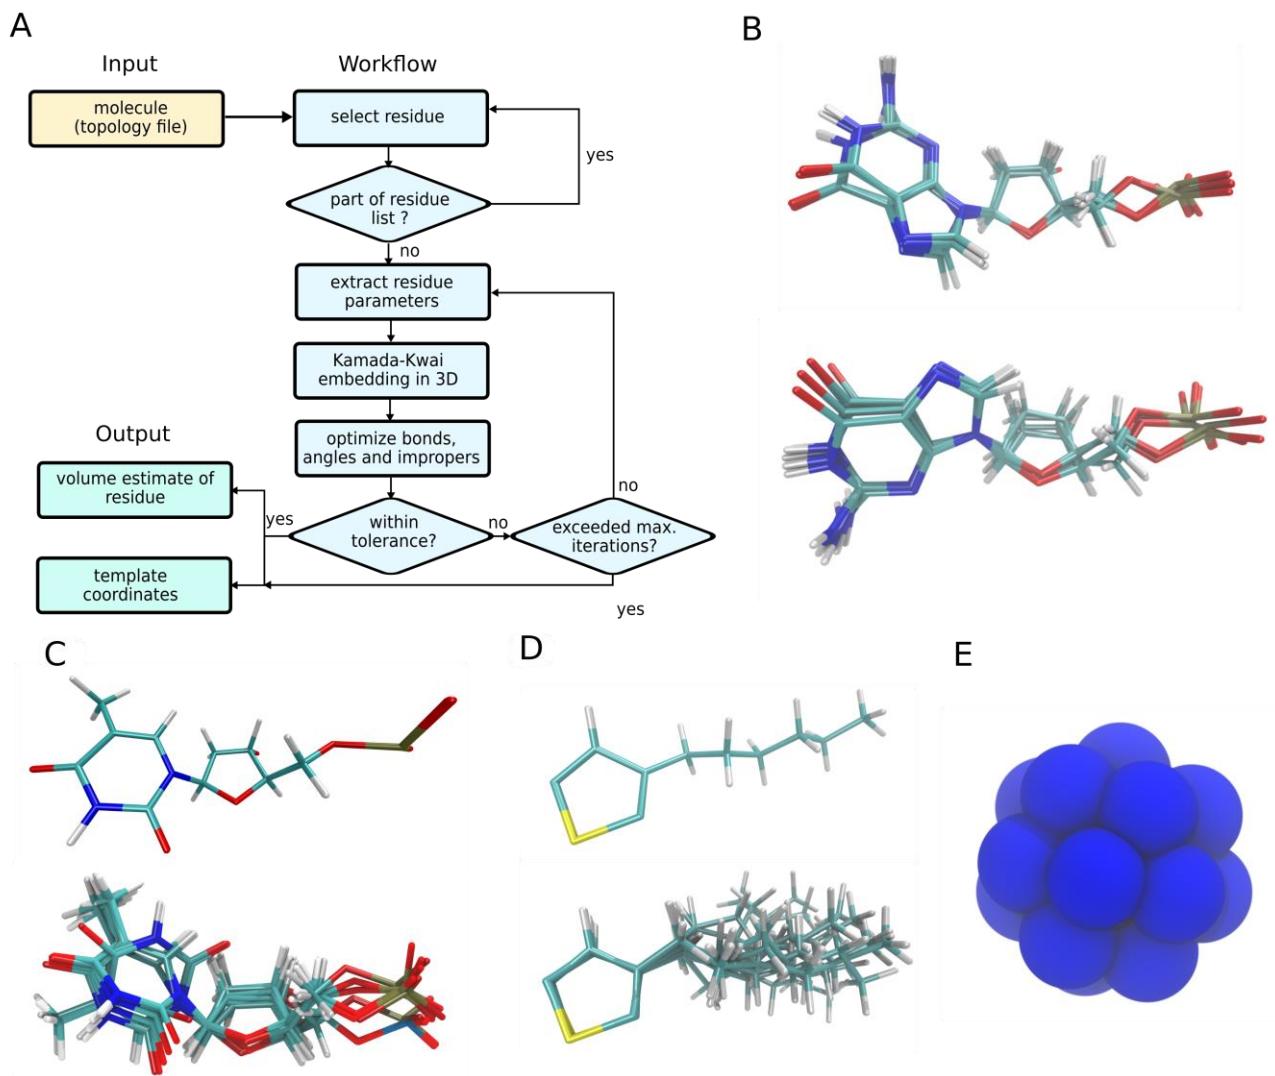 A
B
Input
Workflow
molecule
(topology file)
select residue
yes
part of residue
list ?
no
extract residue
parameters
Kamada-Kwai
embedding in 3D
Output
optimize bonds,
angles and impropers
volume estimate of
residue
yes
within
tolerance?
no
no
exceeded max.
iterations?
template
coordinates
yes
C
D
E